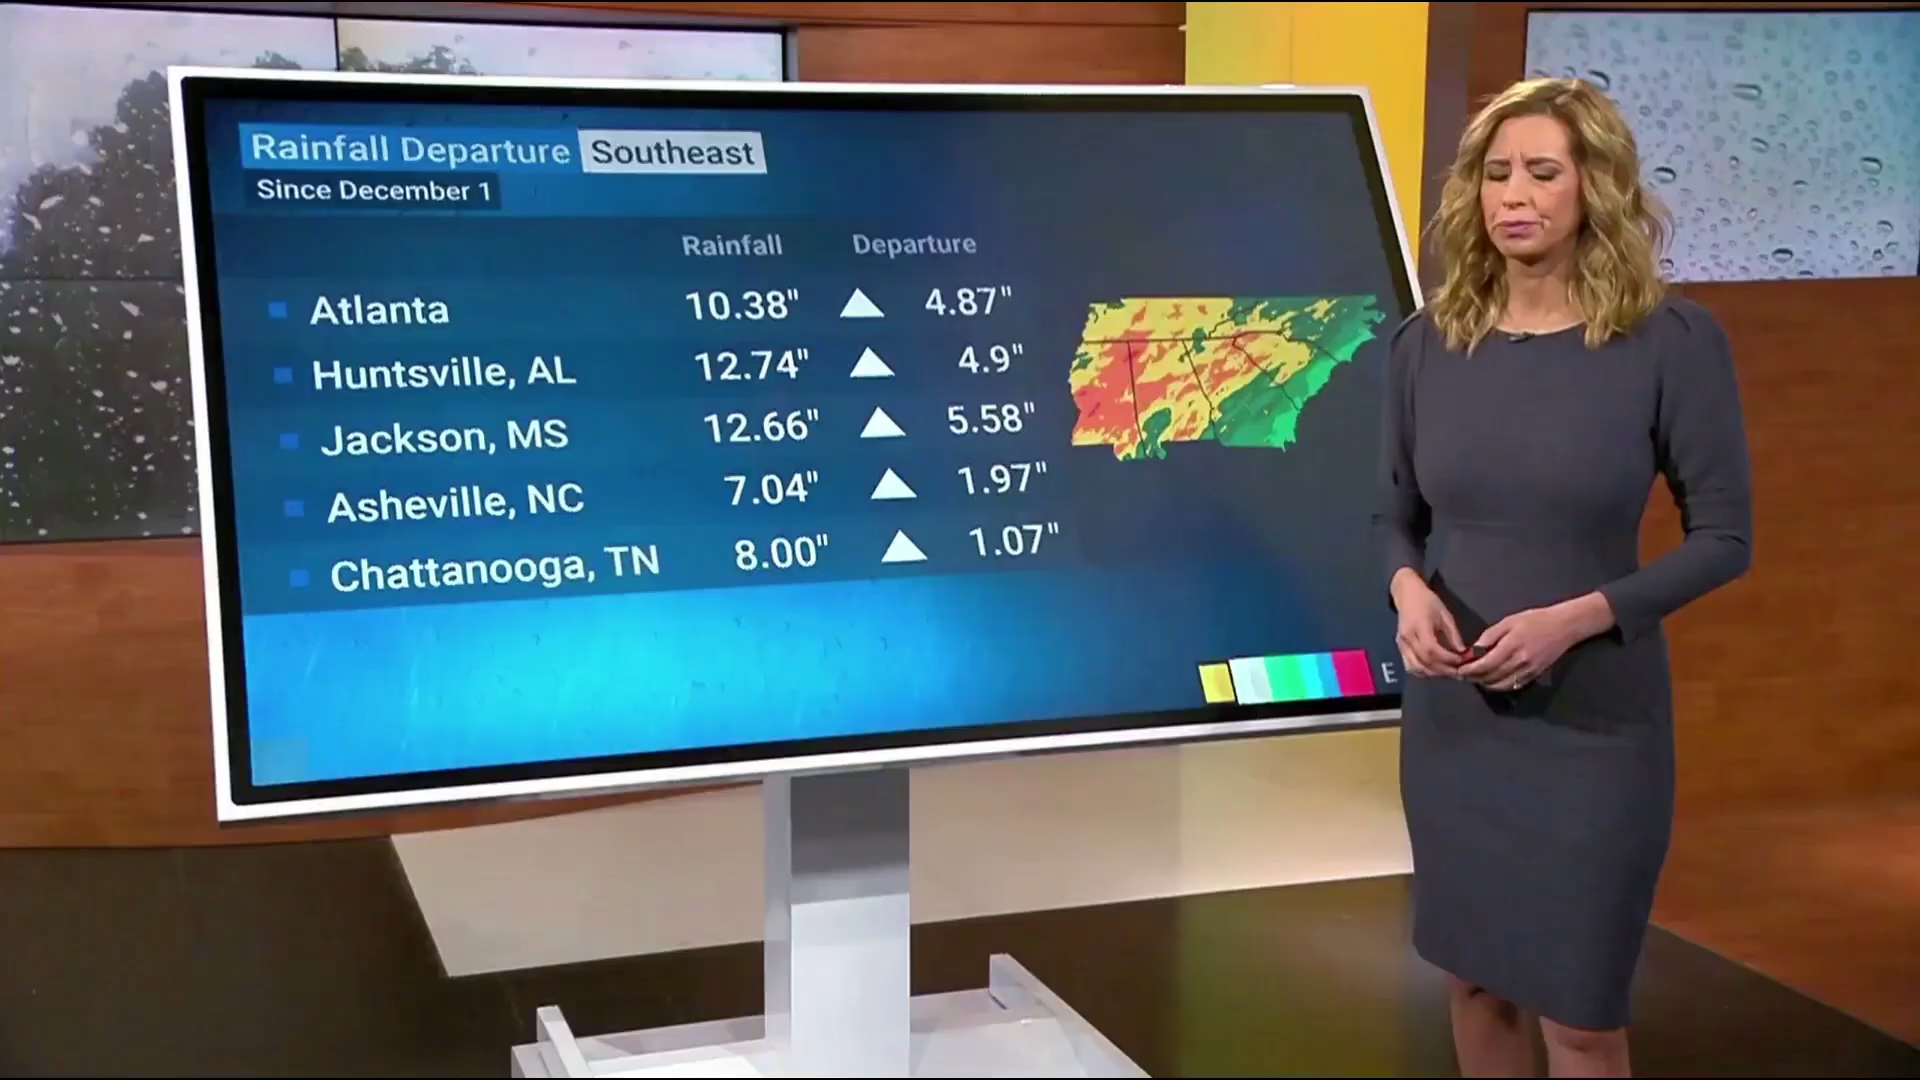 Rainfall Departure Southeast
Since December 1
Rainfall Departure
Atlanta 10.38" 4.87"
Huntsville, AL 12.74" 4.9"
Jackson, MS 12.66" 5.58"
Asheville, NC 7.04" 1.97"
Chattanooga, TN 8.00" 1.07"
E